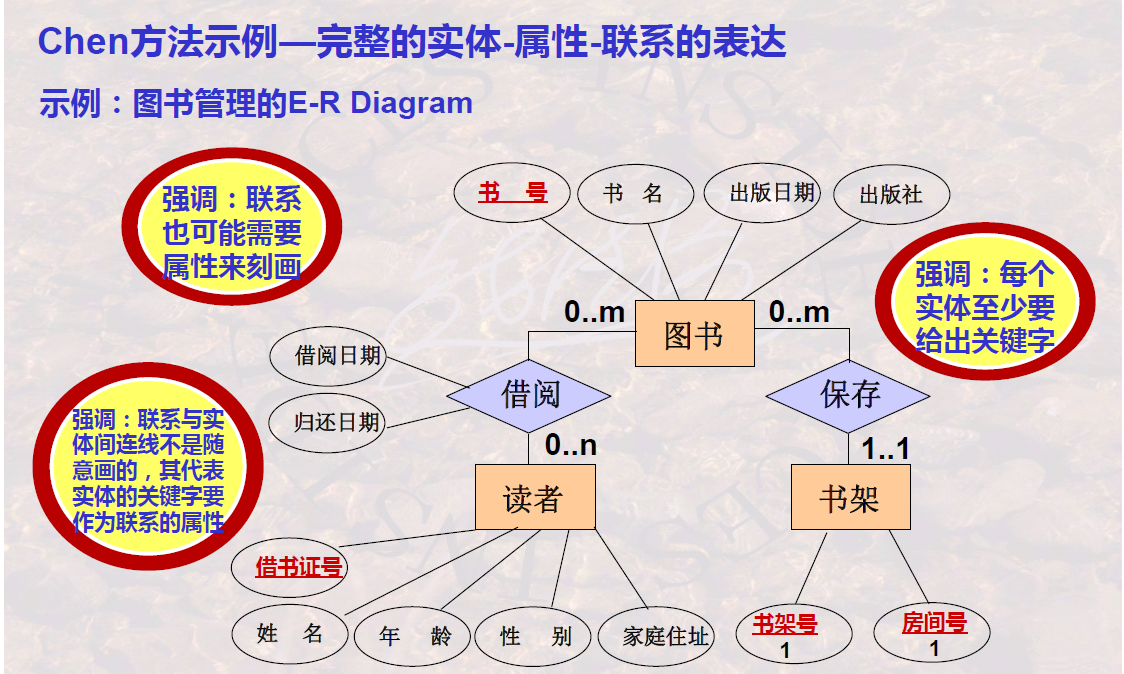 Chen方法示例—完整的实体-属性-联系的表达
示例：图书管理的E-R Diagram
强调：联系
也可能需要
属性来刻画
书 号
书 名
出版日期
出版社
强调：每个
实体至少要
给出关键字
0..m
图书
0..m
借阅日期
归还日期
借阅
保存
强调：联系与实
体间连线不是随
意画的，其代表
实体的关键字要
作为联系的属性
0..n
1..1
读者
书架
借书证号
姓 名
年 龄
性 别
家庭住址
书架号
1
房间号
1